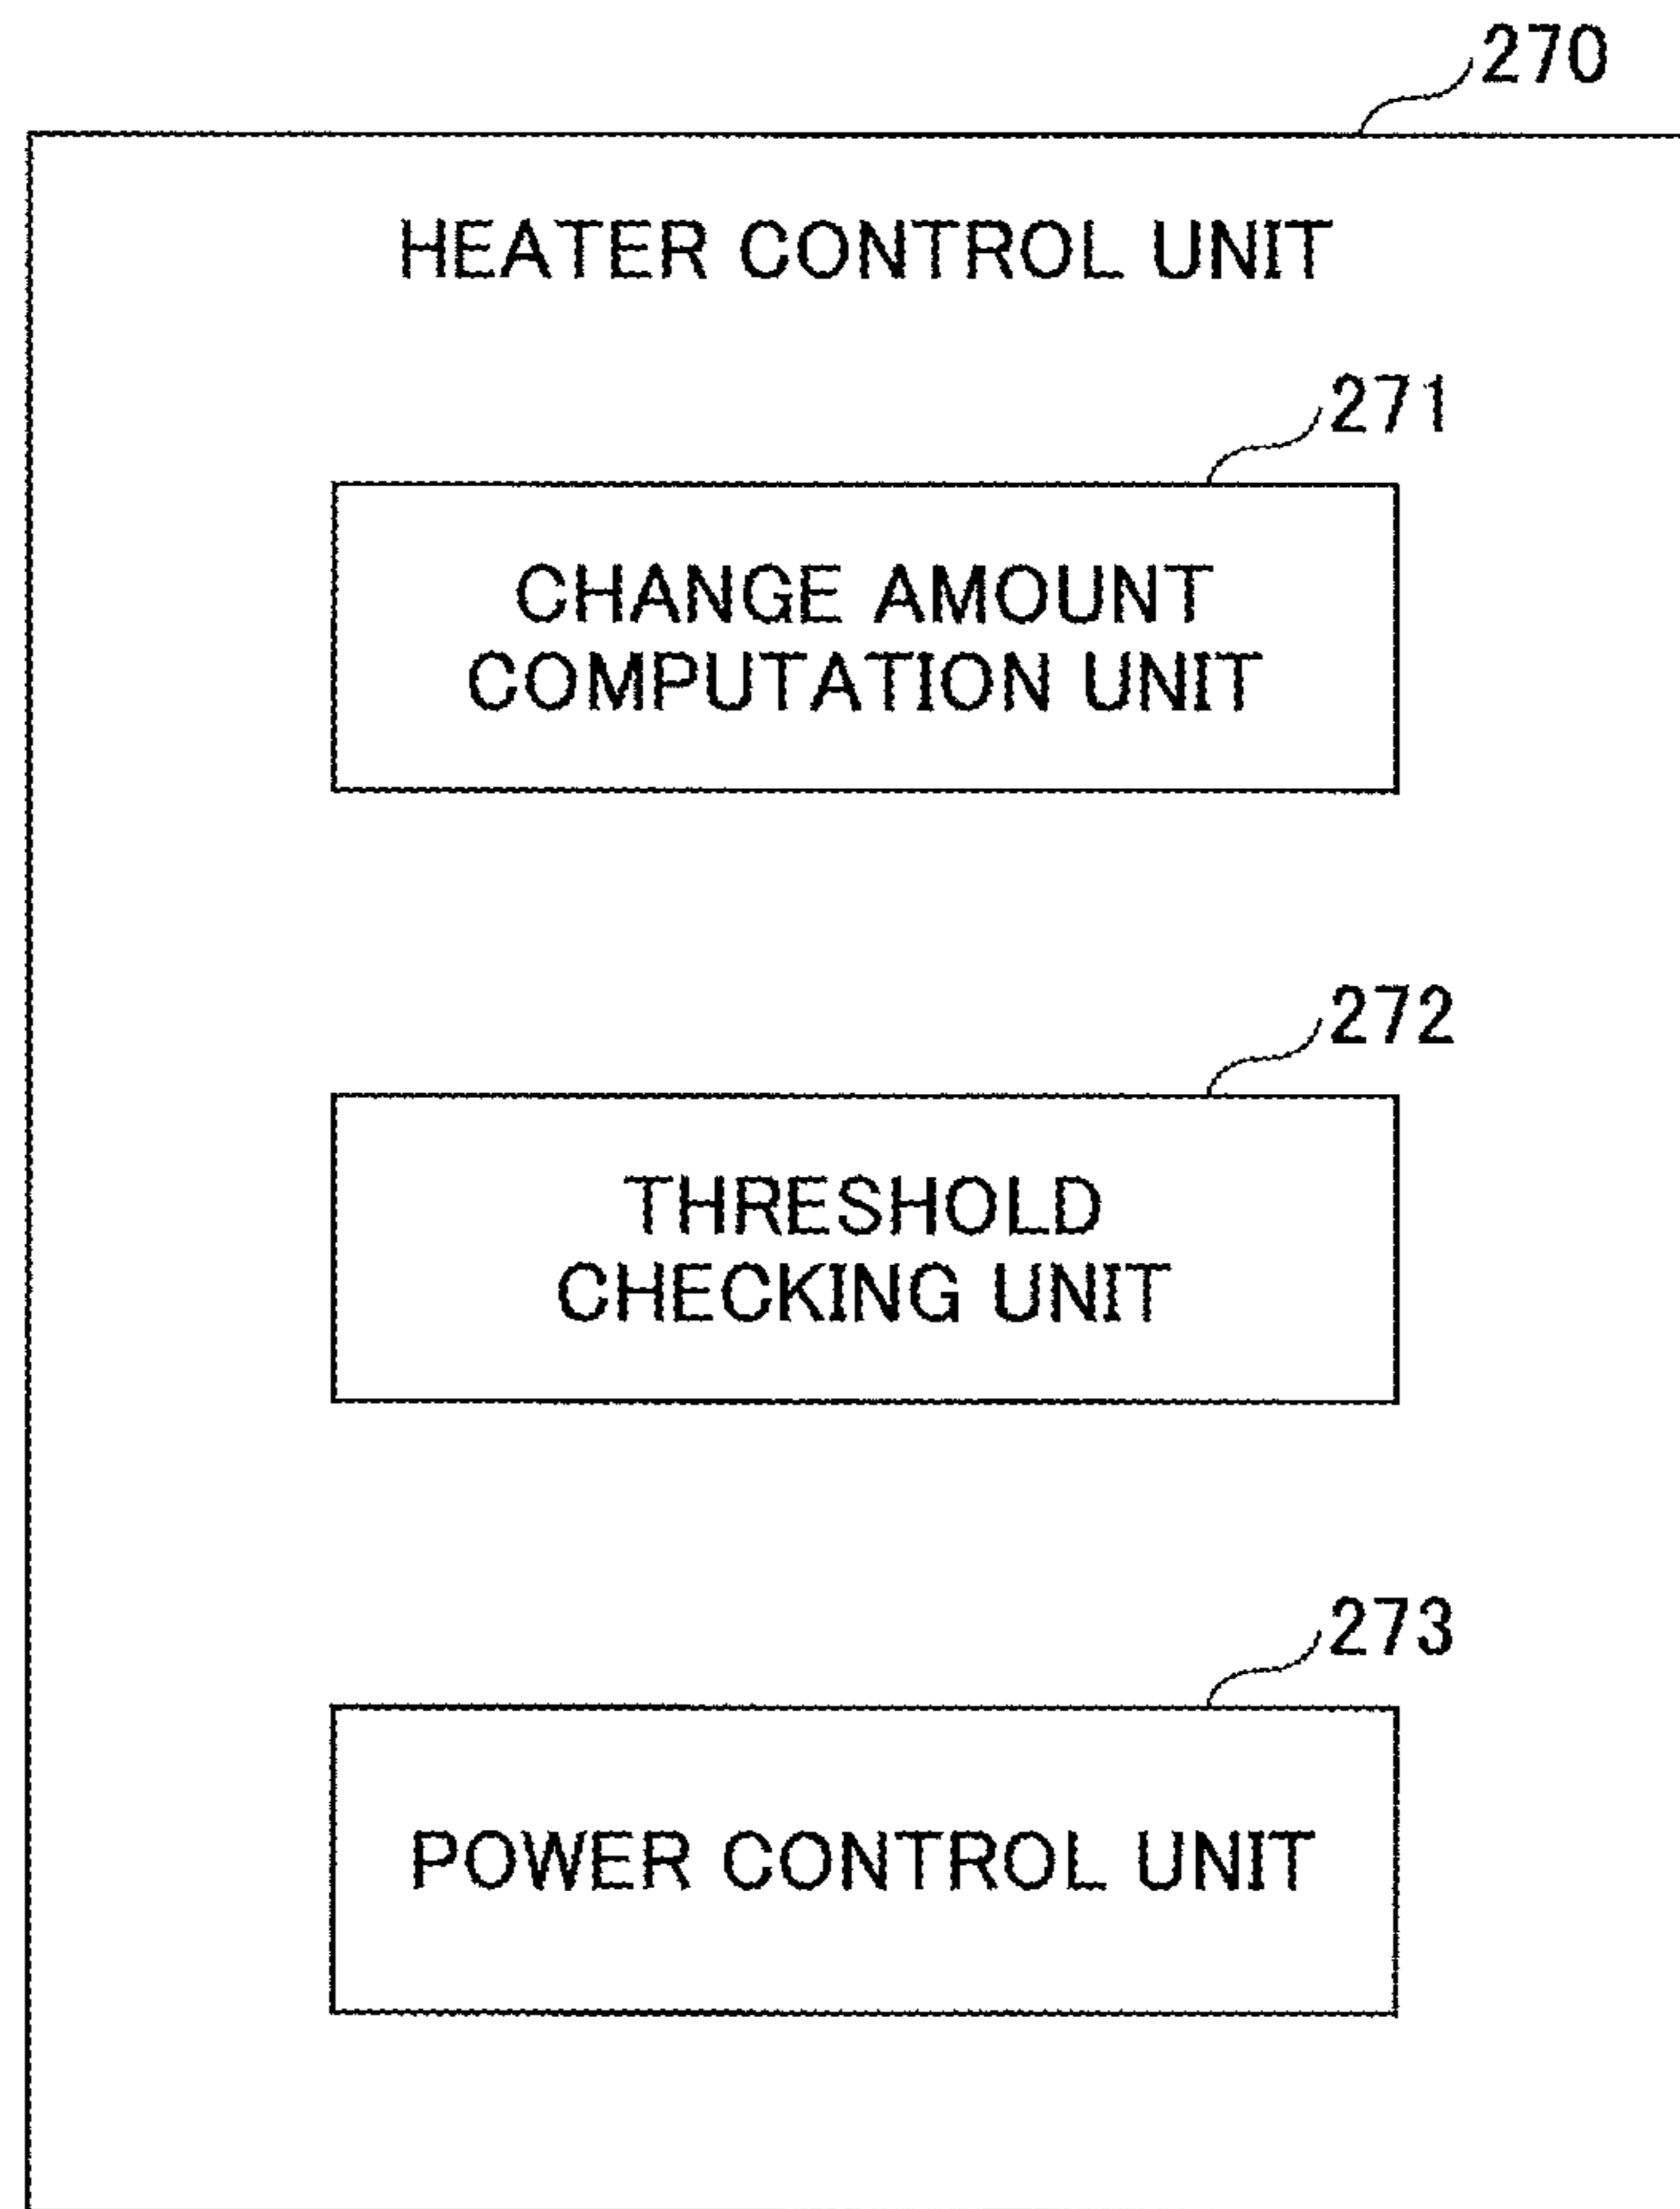 270
HEATER CONTROL UNIT
271
CHANGE AMOUNT
COMPUTATION UNIT
272
THRESHOLD
CHECKING UNIT
273
POWER CONTROL UNIT